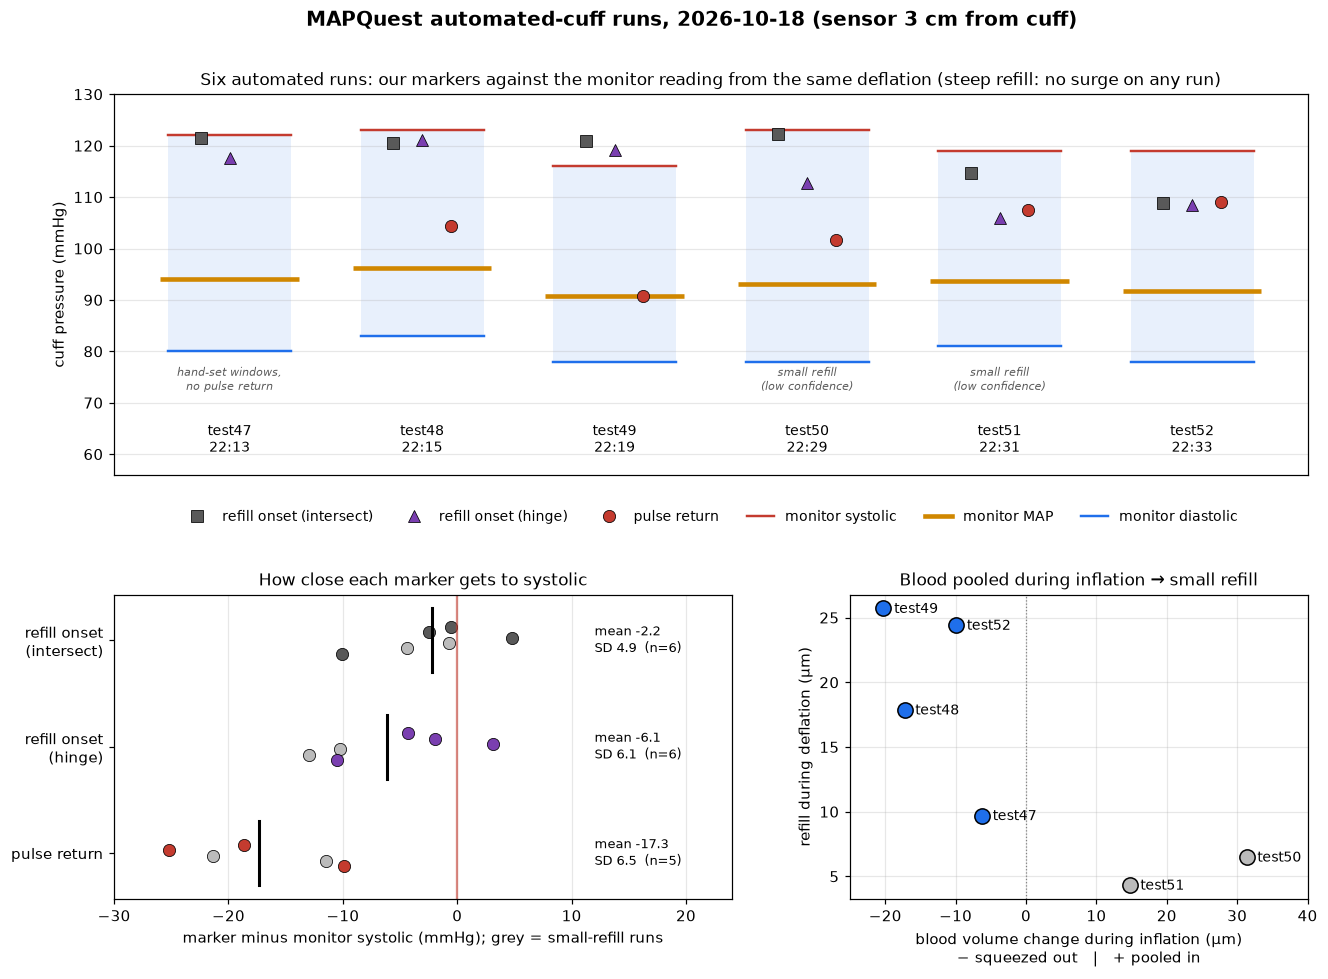 MAPQuest automated-cuff runs, 2026-10-18 (sensor 3 cm from cuff)
Six automated runs: our markers against the monitor reading from the same deflation (steep refill: no surge on any run)
cuff pressure (mmHg)
130
120
110
100
90
80
70
60
hand-set windows,
no pulse return
small refill
(low confidence)
small refill
(low confidence)
test47
22:13
test48
22:15
test49
22:19
test50
22:29
test51
22:31
test52
22:33
refill onset (intersect)
refill onset (hinge)
pulse return
monitor systolic
monitor MAP
monitor diastolic
How close each marker gets to systolic
refill onset
(intersect)
refill onset
(hinge)
pulse return
mean -2.2
SD 4.9 (n=6)
mean -6.1
SD 6.1 (n=6)
mean -17.3
SD 6.5 (n=5)
−30
−20
−10
0
10
20
marker minus monitor systolic (mmHg); grey = small-refill runs
Blood pooled during inflation → small refill
refill during deflation (µm)
25
20
15
10
5
test49
test52
test48
test47
test50
test51
−20
−10
0
10
20
30
40
blood volume change during inflation (µm)
− squeezed out | + pooled in